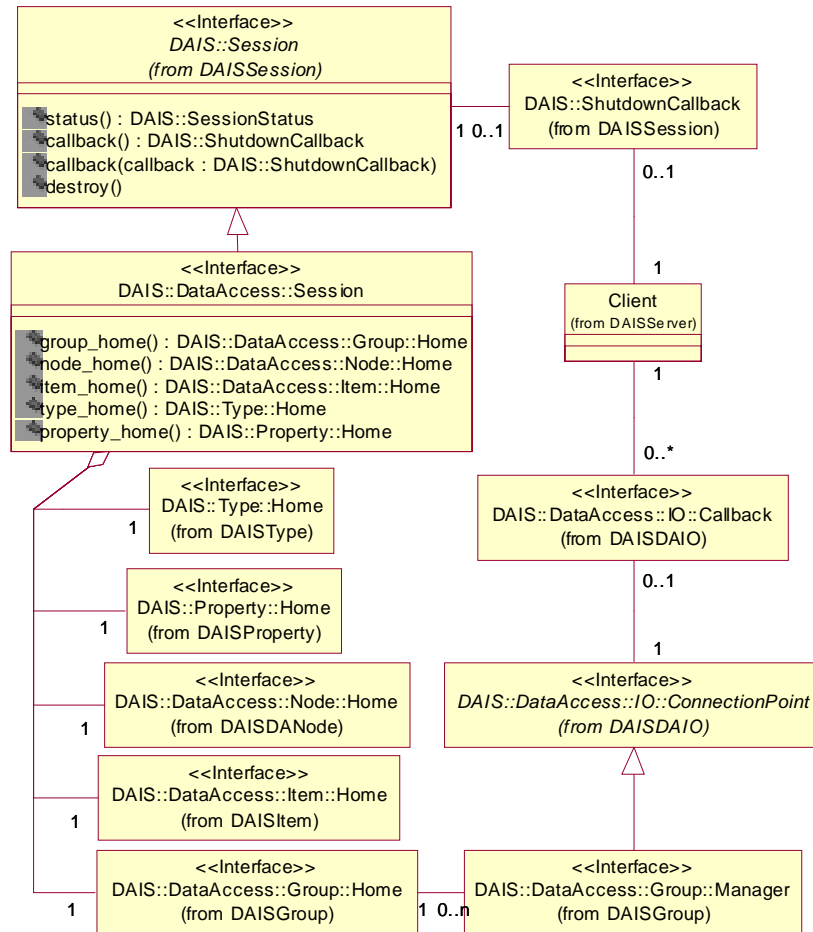 <<Interface>>
DAIS::Session
(from DAISSession)
status() : DAIS::SessionStatus
callback() : DAIS::ShutdownCallback
callback(callback : DAIS::ShutdownCallback)
destroy()
<<Interface>>
DAIS::ShutdownCallback
(from DAISSession)
1 0..1
0..1
1
<<Interface>>
DAIS::DataAccess::Session
group_home() : DAIS::DataAccess::Group::Home
node_home() : DAIS::DataAccess::Node::Home
item_home() : DAIS::DataAccess::Item::Home
type_home() : DAIS::Type::Home
property_home() : DAIS::Property::Home
Client
(from DAISServer)
1
0..*
<<Interface>>
DAIS::Type::Home
(from DAISType)
1
<<Interface>>
DAIS::DataAccess::IO::Callback
(from DAISDAIO)
0..1
1
<<Interface>>
DAIS::Property::Home
(from DAISProperty)
1
<<Interface>>
DAIS::DataAccess::Node::Home
(from DAISDANode)
1
<<Interface>>
DAIS::DataAccess::IO::ConnectionPoint
(from DAISDAIO)
<<Interface>>
DAIS::DataAccess::Item::Home
(from DAISItem)
1
<<Interface>>
DAIS::DataAccess::Group::Home
(from DAISGroup)
1
1 0..n
<<Interface>>
DAIS::DataAccess::Group::Manager
(from DAISGroup)